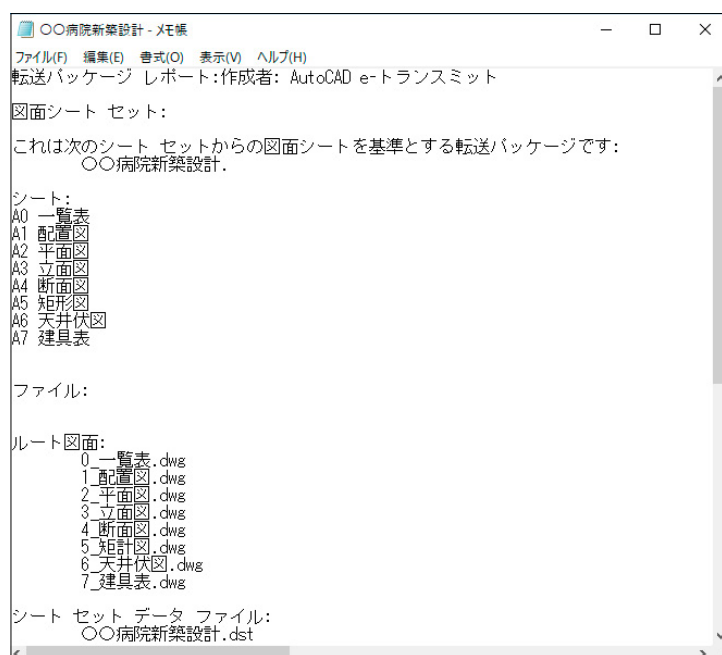 〇〇病院新築設計 - メモ帳
ファイル(F) 編集(E) 書式(O) 表示(V) ヘルプ(H)
転送パッケージ レポート:作成者: AutoCAD e-トランスミット
図面シート セット:
これは次のシート セットからの図面シートを基準とする転送パッケージです:
〇〇病院新築設計.
シート:
A0 一覧表
A1 配置図
A2 平面図
A3 立面図
A4 断面図
A5 矩形図
A6 天井伏図
A7 建具表
ファイル:
ルート図面:
0_一覧表.dwg
1_配置図.dwg
2_平面図.dwg
3_立面図.dwg
4_断面図.dwg
5_矩計図.dwg
6_天井伏図.dwg
7_建具表.dwg
シート セット データ ファイル:
〇〇病院新築設計.dst